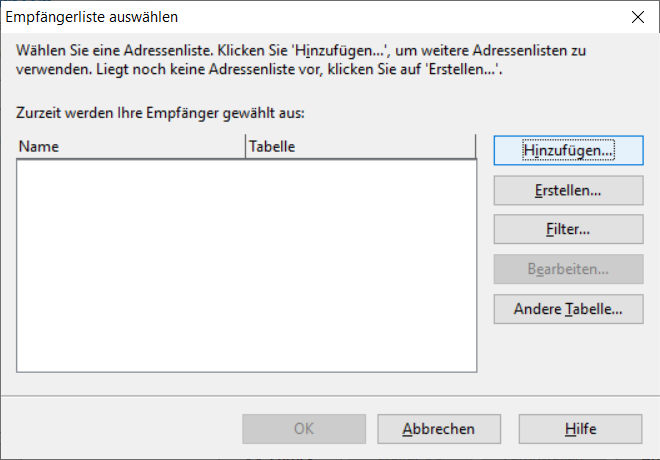 Empfängerliste auswählen
Wählen Sie eine Adressenliste. Klicken Sie 'Hinzufügen...', um weitere Adressenlisten zu
verwenden. Liegt noch keine Adressenliste vor, klicken Sie auf 'Erstellen...'.
Zurzeit werden Ihre Empfänger gewählt aus:
Name Tabelle
Hinzufügen...
Erstellen...
Filter...
Bearbeiten...
Andere Tabelle...
OK Abbrechen Hilfe